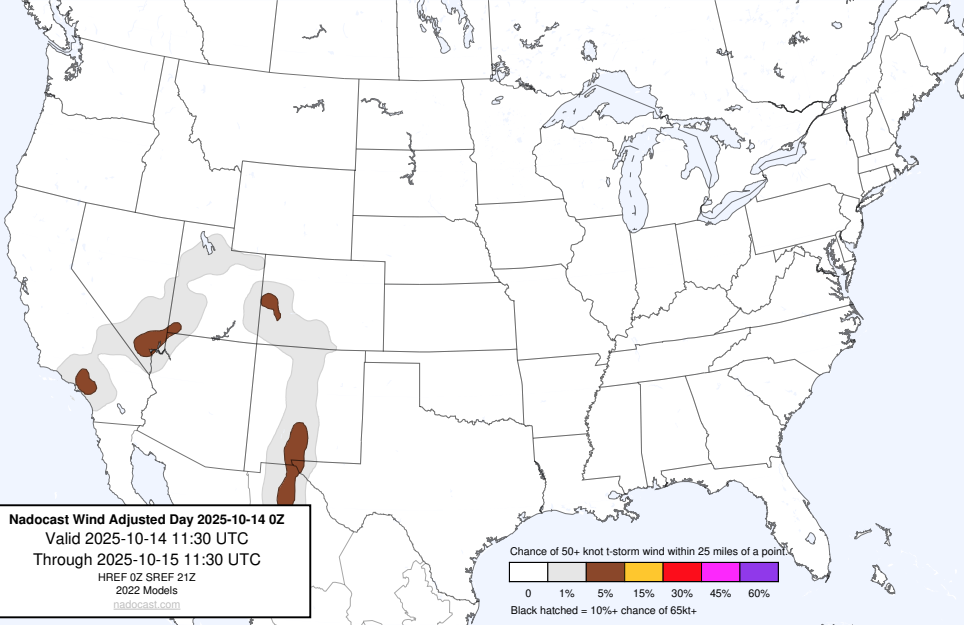 Nadocast Wind Adjusted Day 2025-10-14 0Z
Valid 2025-10-14 11:30 UTC
Through 2025-10-15 11:30 UTC
HREF 0Z SREF 21Z
2022 Models
nadocast.com
Chance of 50+ knot t-storm wind within 25 miles of a point.
0 1% 5% 15% 30% 45% 60%
Black hatched = 10%+ chance of 65kt+